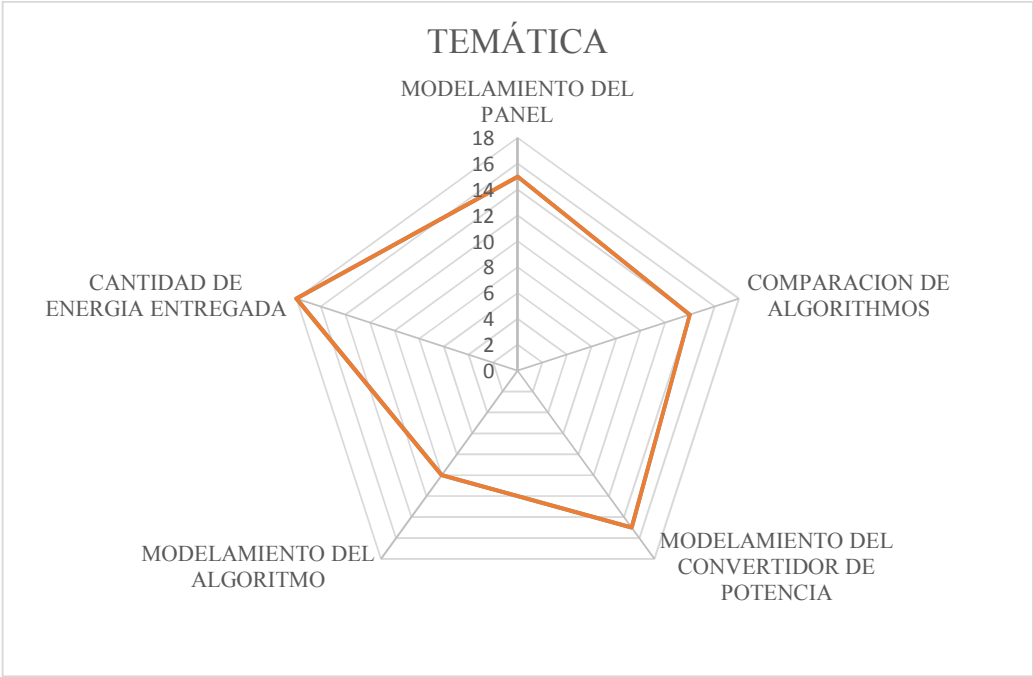 TEMÁTICA
MODELAMIENTO DEL
PANEL
18
16
14
12
10
8
6
4
2
0
COMPARACION DE
ALGORITHMOS
MODELAMIENTO DEL
CONVERTIDOR DE
POTENCIA
MODELAMIENTO DEL
ALGORITMO
CANTIDAD DE
ENERGIA ENTREGADA